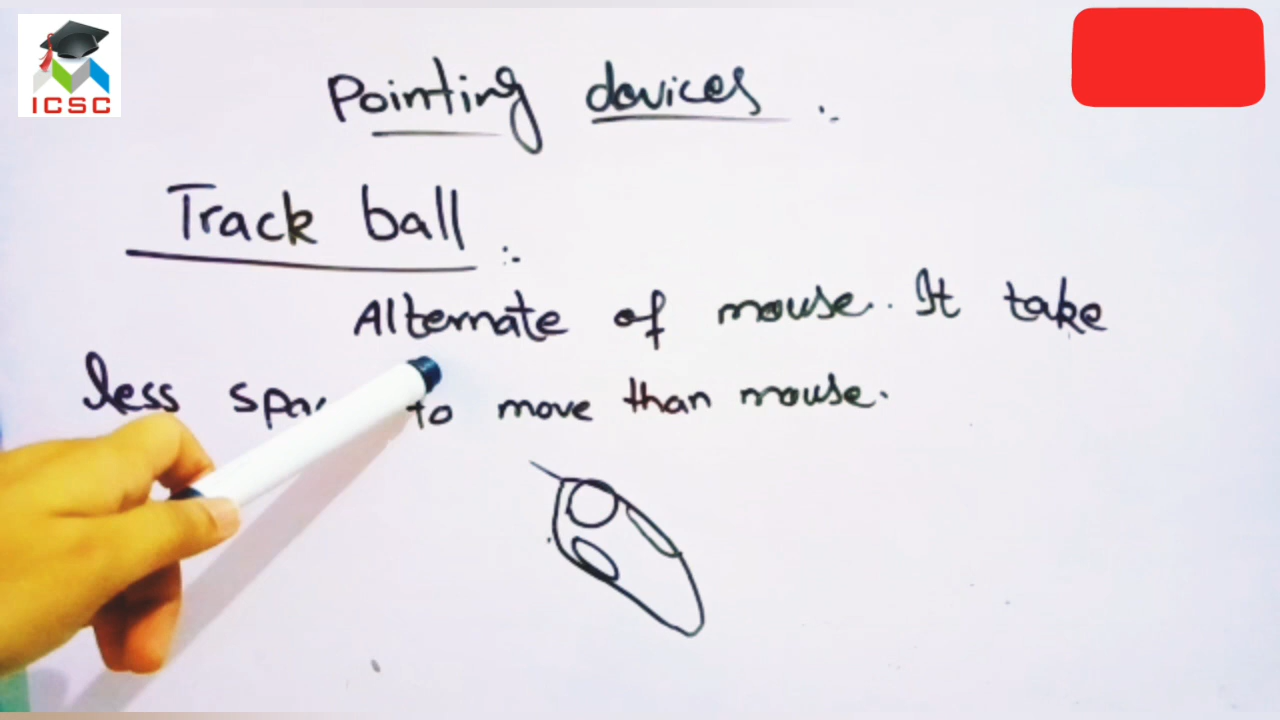 ICSC
Pointing devices :-
Track ball :-
Alternate of mouse. It take
less to move than mouse.